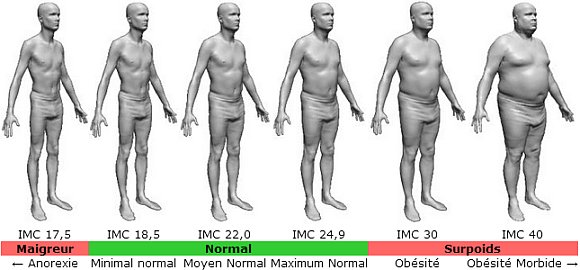 IMC 17,5 IMC 18,5 IMC 22,0 IMC 24,9 IMC 30 IMC 40
Maigreur Normal Surpoids
← Anorexie Minimal normal Moyen Normal Maximum Normal Obésité Obésité Morbide →